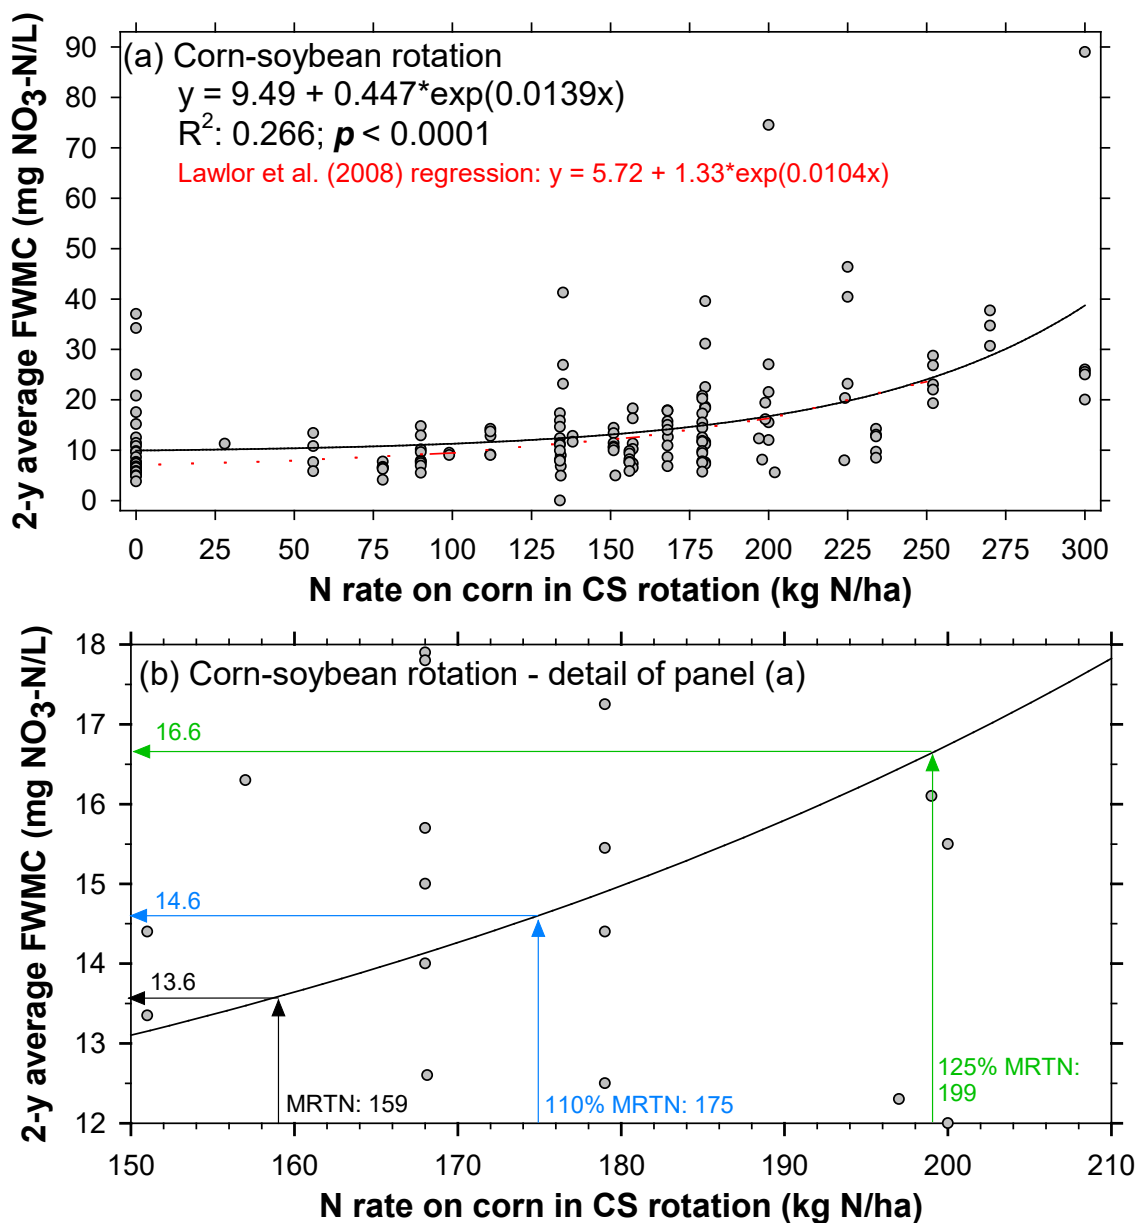 (a) Corn-soybean rotation
y = 9.49 + 0.447*exp(0.0139x)
R²: 0.266; p < 0.0001
Lawlor et al. (2008) regression: y = 5.72 + 1.33*exp(0.0104x)
2-y average FWMC (mg NO₃-N/L)
90
80
70
60
50
40
30
20
10
0
0 25 50 75 100 125 150 175 200 225 250 275 300
N rate on corn in CS rotation (kg N/ha)
(b) Corn-soybean rotation - detail of panel (a)
2-y average FWMC (mg NO₃-N/L)
18
17
16
15
14
13
12
16.6
14.6
13.6
MRTN: 159
110% MRTN: 175
125% MRTN:
199
150 160 170 180 190 200 210
N rate on corn in CS rotation (kg N/ha)